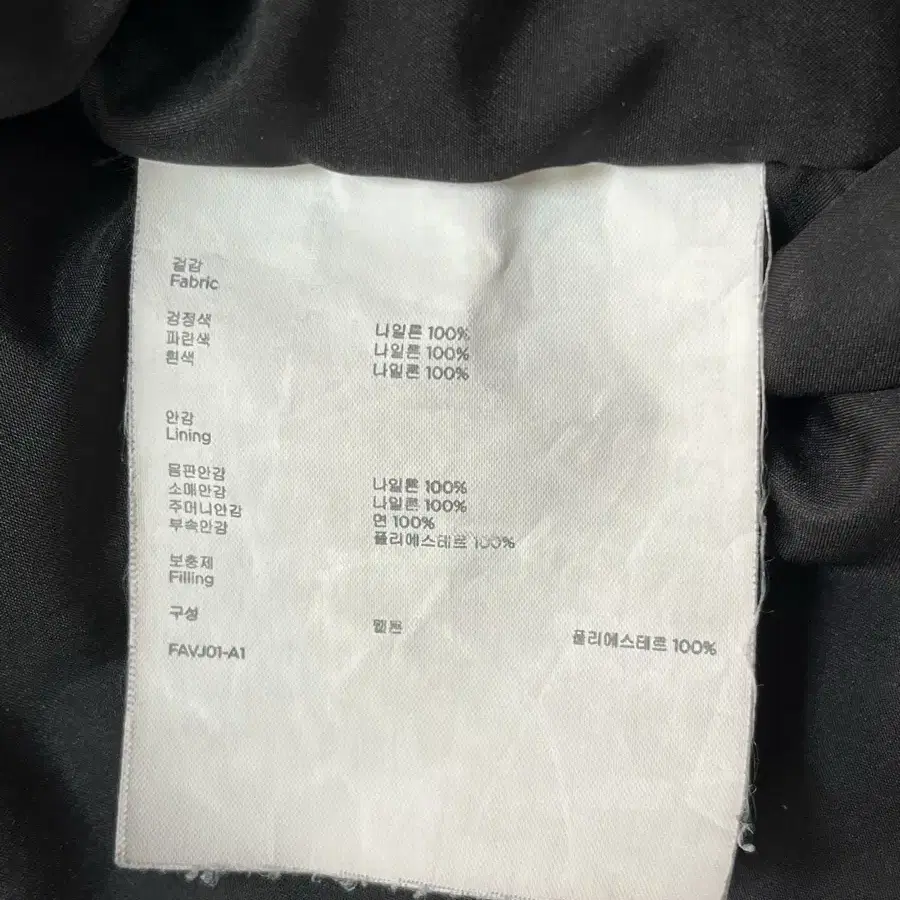 겉감
Fabric
검정색 나일론 100%
파란색 나일론 100%
흰색 나일론 100%
안감
Lining
몸판안감 나일론 100%
소매안감 나일론 100%
주머니안감 면 100%
부속안감 폴리에스테르 100%
보충제
Filling
구성 웰론 폴리에스테르 100%
FAVJ01-A1